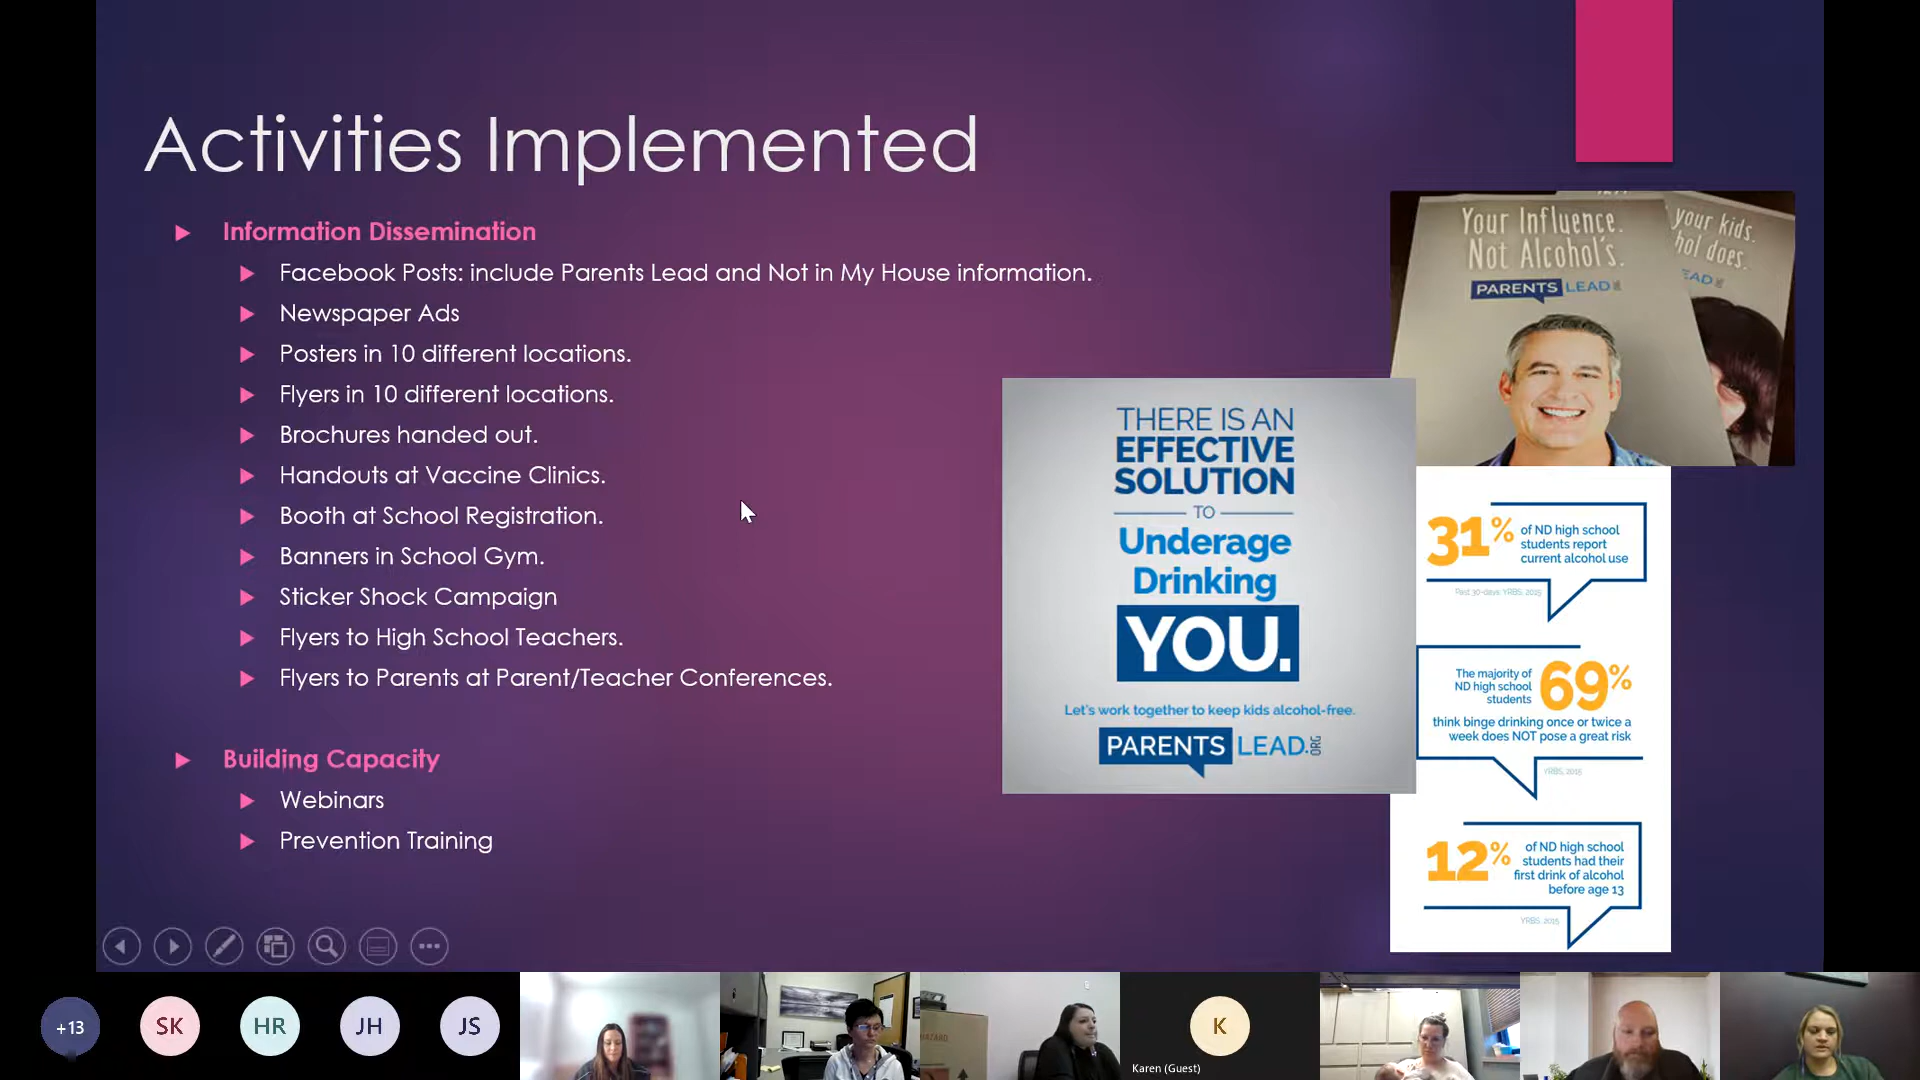 Activities Implemented
Information Dissemination
Facebook Posts: include Parents Lead and Not in My House information.
Newspaper Ads
Posters in 10 different locations.
Flyers in 10 different locations.
Brochures handed out.
Handouts at Vaccine Clinics.
Booth at School Registration.
Banners in School Gym.
Sticker Shock Campaign
Flyers to High School Teachers.
Flyers to Parents at Parent/Teacher Conferences.
Building Capacity
Webinars
Prevention Training
Your Influence.
Not Alcohol's.
PARENTS LEAD
your kids.
hol does.
EAD
THERE IS AN
EFFECTIVE
SOLUTION
TO
Underage
Drinking
YOU.
Let's work together to keep kids alcohol-free.
PARENTS LEAD.ORG
31% of ND high school
students report
current alcohol use
Past 30-days: YRBS, 2015
The majority of
ND high school
students
69%
think binge drinking once or twice a
week does NOT pose a great risk
YRBS, 2015
12% of ND high school
students had their
first drink of alcohol
before age 13
YRBS, 2015
+13
SK
HR
JH
JS
K
Karen (Guest)